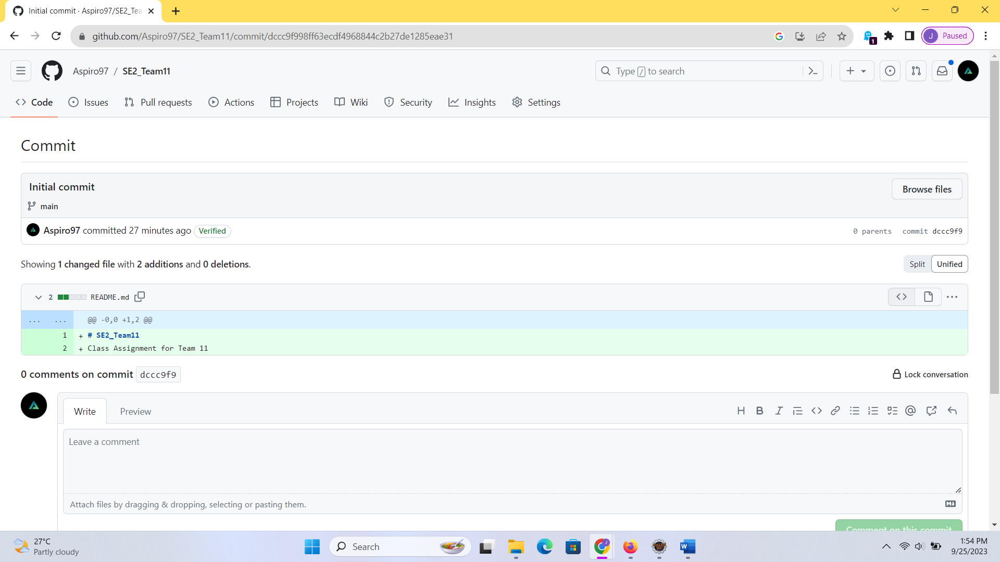 Initial commit · Aspiro97/SE2_Tea
github.com/Aspiro97/SE2_Team11/commit/dccc9f998ff63ecdf4968844c2b27de1285eae31
1
J Paused
Aspiro97 / SE2_Team11
Type / to search
Code Issues Pull requests Actions Projects Wiki Security Insights Settings
Commit
Initial commit
Browse files
main
Aspiro97 committed 27 minutes ago Verified
0 parents commit dccc9f9
Showing 1 changed file with 2 additions and 0 deletions.
Split Unified
2 README.md
... ... @@ -0,0 +1,2 @@
1 + # SE2_Team11
2 + Class Assignment for Team 11
0 comments on commit dccc9f9
Lock conversation
Write Preview
Leave a comment
Attach files by dragging & dropping, selecting or pasting them.
Comment on this commit
27°C
Partly cloudy
Search
1:54 PM
9/25/2023